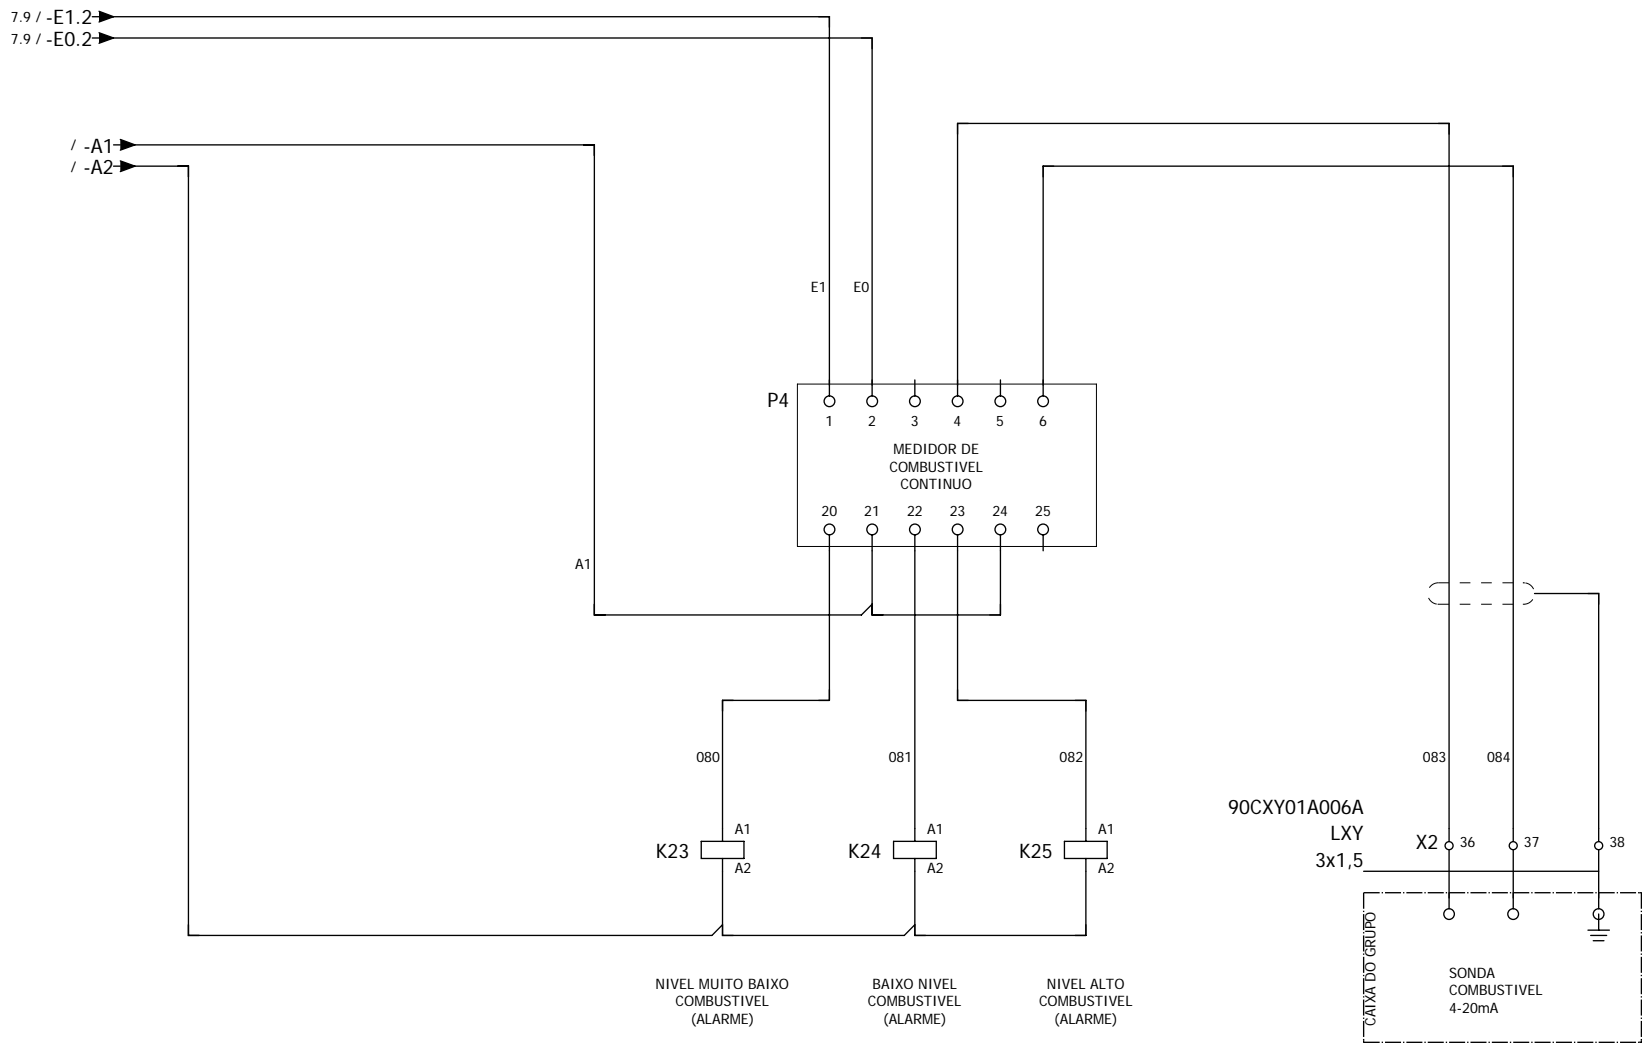 7.9 / -E1.2
7.9 / -E0.2
/ -A1
/ -A2
E1 E0
P4
1 2 3 4 5 6
MEDIDOR DE
COMBUSTIVEL
CONTINUO
20 21 22 23 24 25
A1
080 081 082 083 084
90CXY01A006A
LXY
3x1,5
X2 36 37 38
A1 A1 A1
K23 K24 K25
A2 A2 A2
CAIXA DO GRUPO
SONDA
COMBUSTIVEL
4-20mA
NIVEL MUITO BAIXO
COMBUSTIVEL
(ALARME)
BAIXO NIVEL
COMBUSTIVEL
(ALARME)
NIVEL ALTO
COMBUSTIVEL
(ALARME)